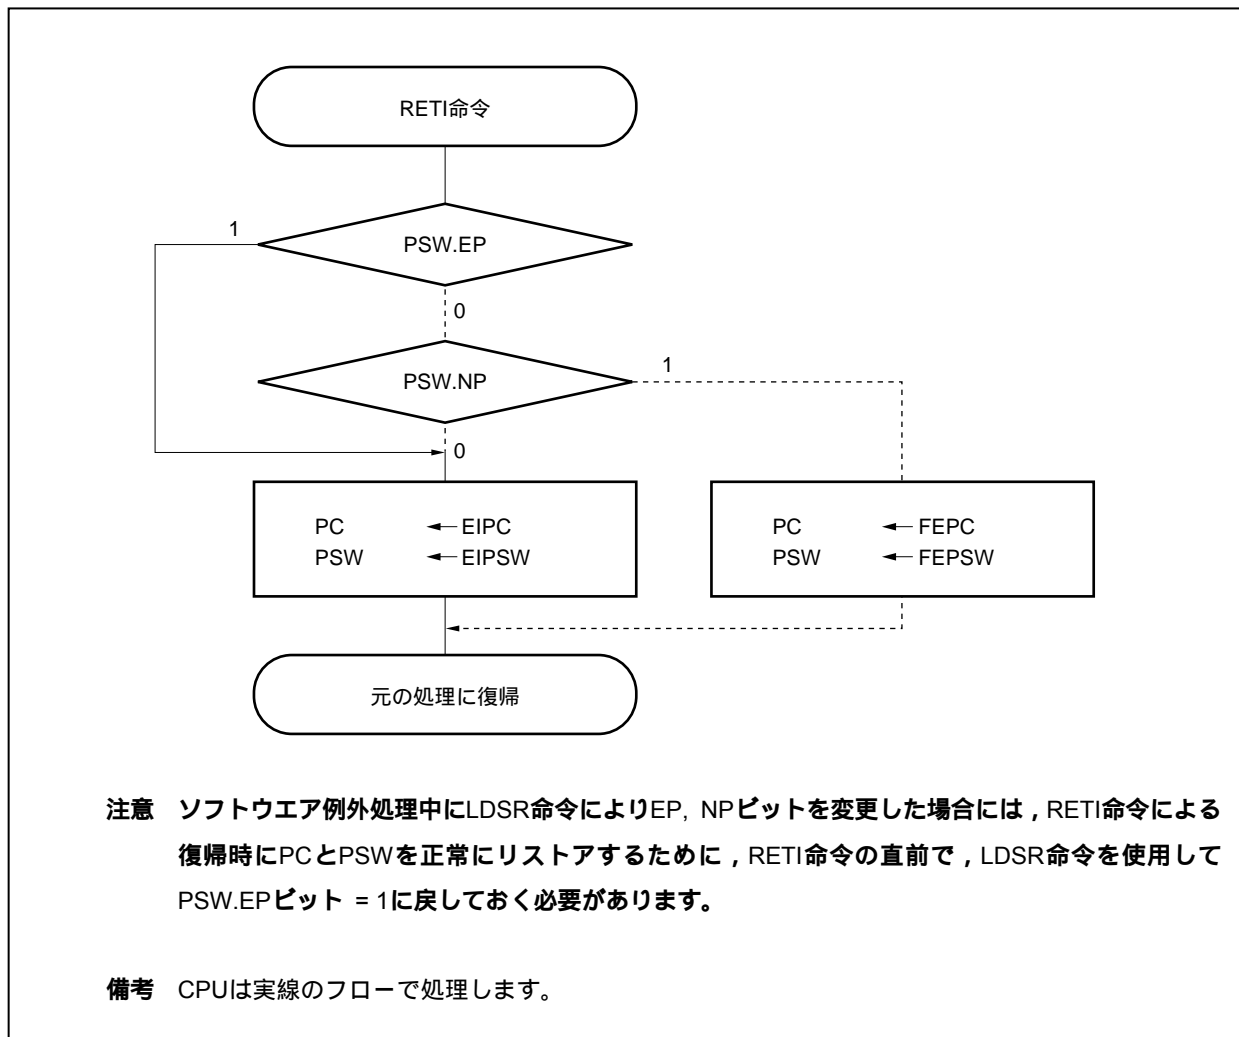 RETI命令
1
PSW.EP
0
PSW.NP
1
0
PC ← EIPC
PSW ← EIPSW
PC ← FEPC
PSW ← FEPSW
元の処理に復帰
注意 ソフトウエア例外処理中にLDSR命令によりEP, NPビットを変更した場合には，RETI命令による
復帰時にPCとPSWを正常にリストアするために，RETI命令の直前で，LDSR命令を使用して
PSW.EPビット = 1に戻しておく必要があります。
備考 CPUは実線のフローで処理します。